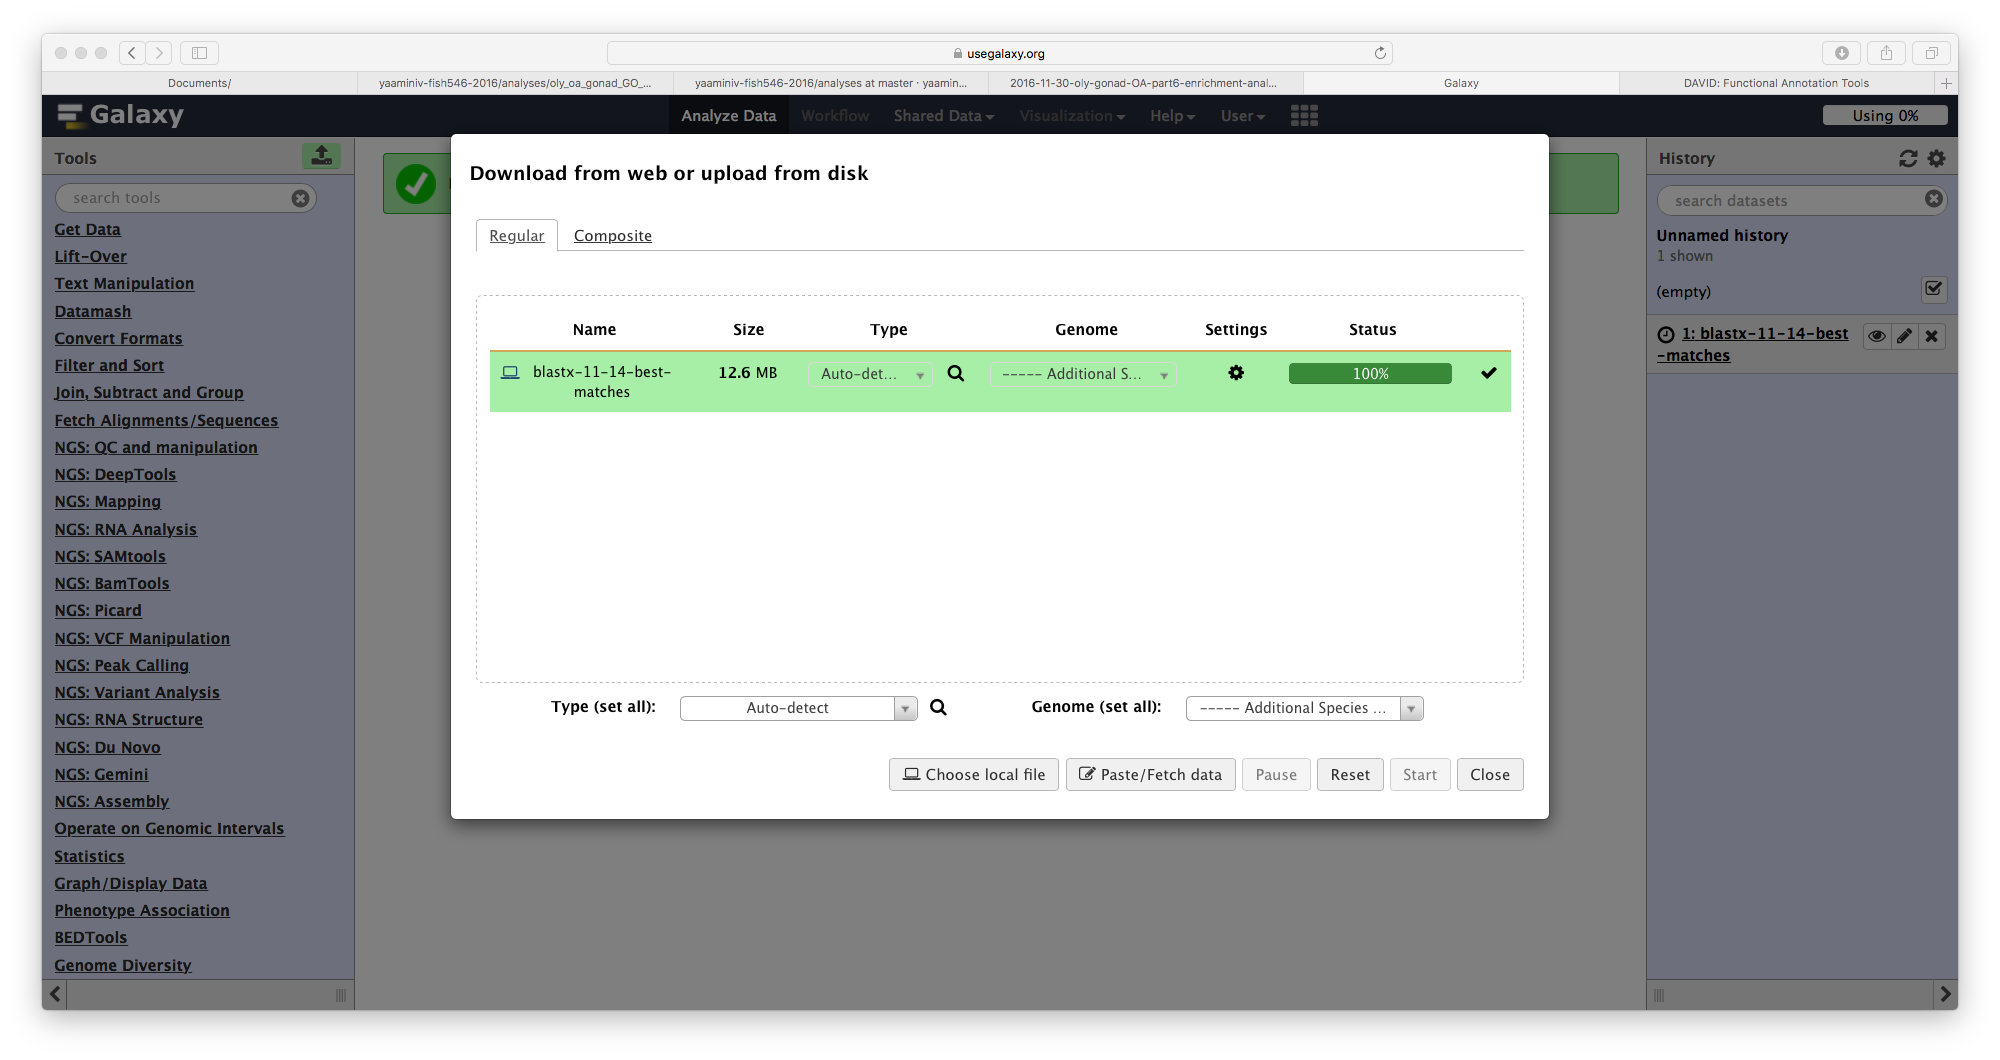 usegalaxy.org
Documents/
yaaminiv-fish546-2016/analyses/oly_oa_gonad_GO_...
yaaminiv-fish546-2016/analyses at master · yaamin...
2016-11-30-oly-gonad-OA-part6-enrichment-anal...
Galaxy
DAVID: Functional Annotation Tools
Galaxy
Analyze Data
Workflow
Shared Data
Visualization
Help
User
Using 0%
Tools
search tools
Get Data
Lift-Over
Text Manipulation
Datamash
Convert Formats
Filter and Sort
Join, Subtract and Group
Fetch Alignments/Sequences
NGS: QC and manipulation
NGS: DeepTools
NGS: Mapping
NGS: RNA Analysis
NGS: SAMtools
NGS: BamTools
NGS: Picard
NGS: VCF Manipulation
NGS: Peak Calling
NGS: Variant Analysis
NGS: RNA Structure
NGS: Du Novo
NGS: Gemini
NGS: Assembly
Operate on Genomic Intervals
Statistics
Graph/Display Data
Phenotype Association
BEDTools
Genome Diversity
Download from web or upload from disk
Regular
Composite
Name Size Type Genome Settings Status
blastx-11-14-best-
matches
12.6 MB
Auto-det...
----- Additional S...
100%
Type (set all):
Auto-detect
Genome (set all):
----- Additional Species ...
Choose local file
Paste/Fetch data
Pause
Reset
Start
Close
History
search datasets
Unnamed history
1 shown
(empty)
1: blastx-11-14-best
-matches